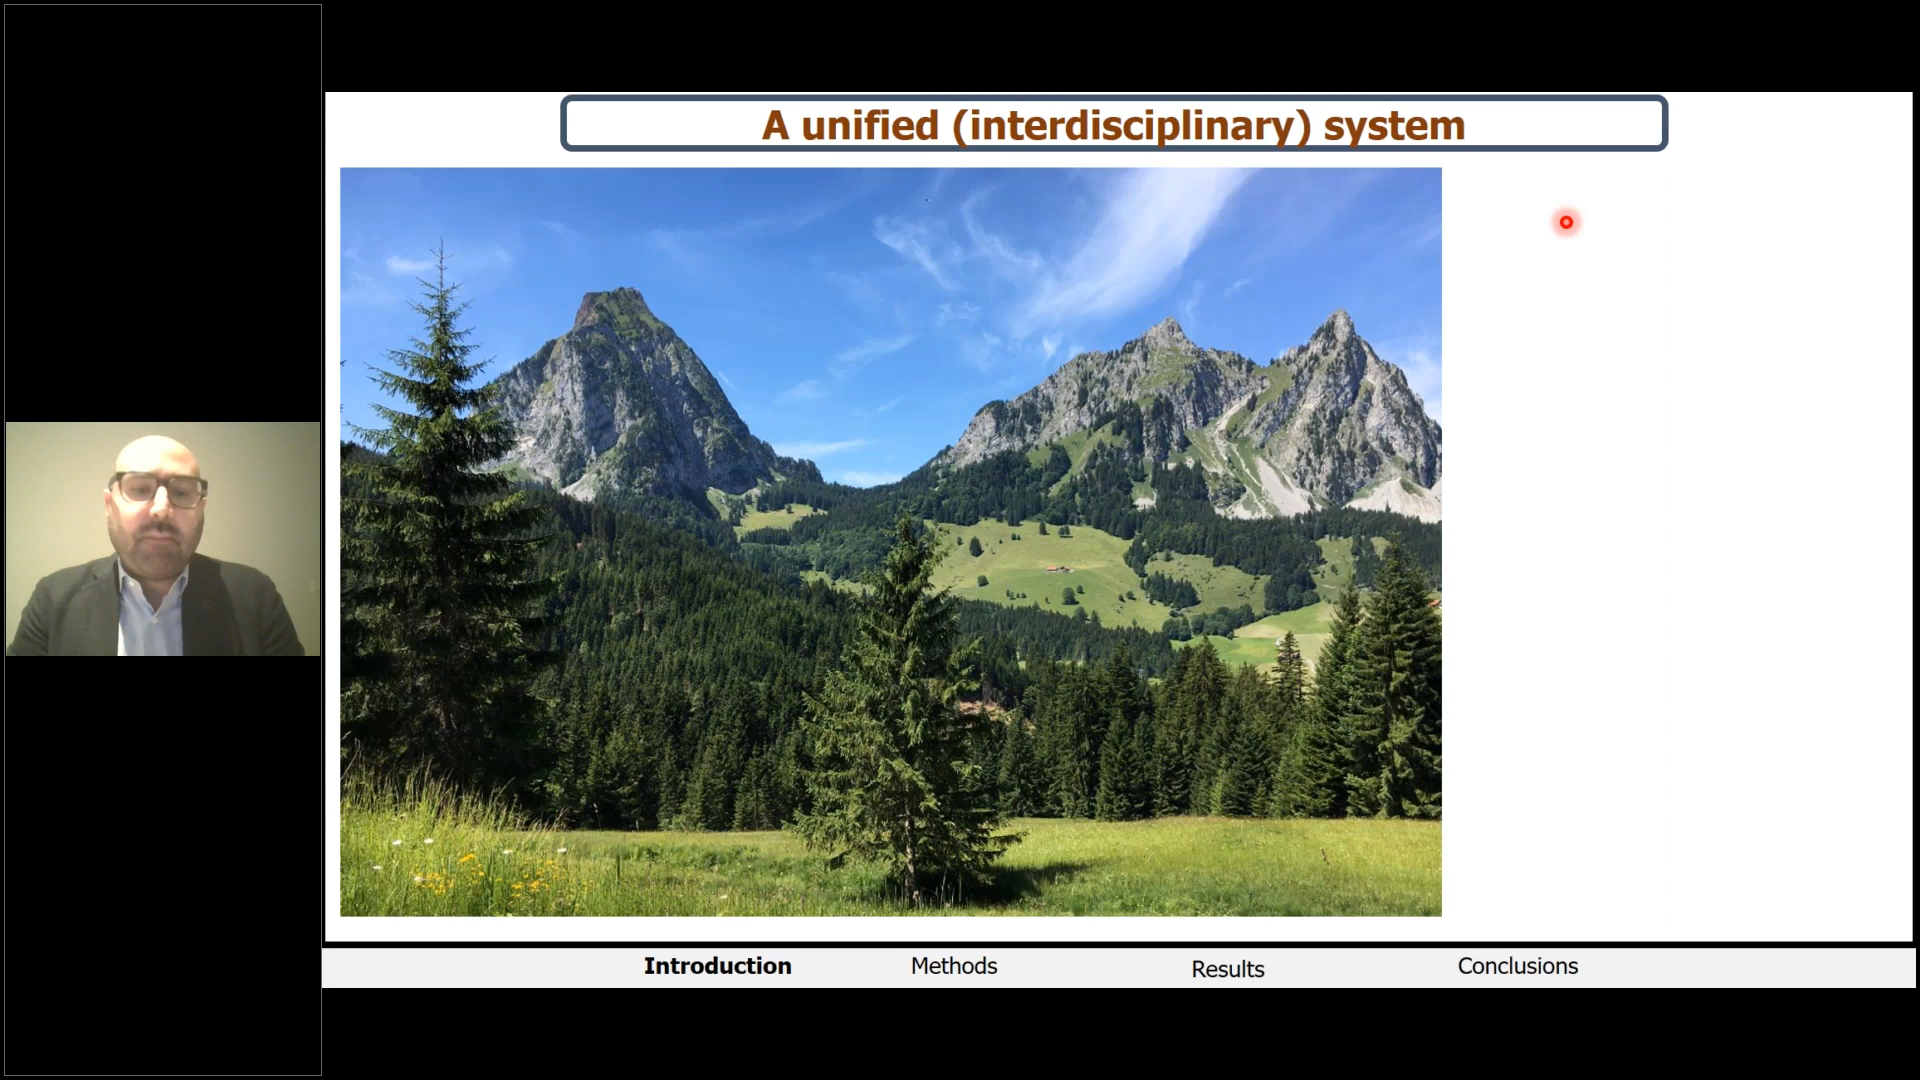 A unified (interdisciplinary) system
Introduction Methods Results Conclusions